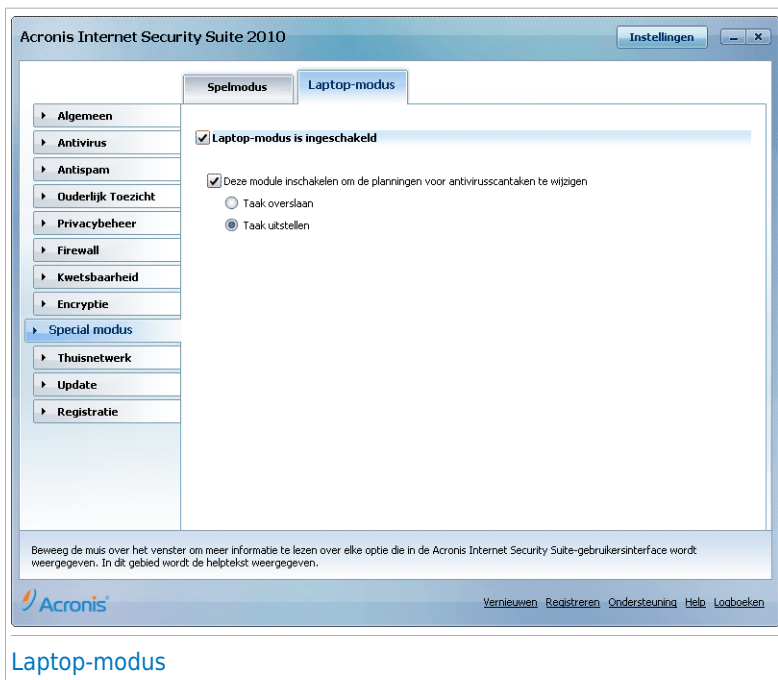 Acronis Internet Security Suite 2010
Instellingen
Spelmodus
Laptop-modus
Algemeen
Antivirus
Antispam
Ouderlijk Toezicht
Privacybeheer
Firewall
Kwetsbaarheid
Encryptie
Special modus
Thuisnetwerk
Update
Registratie
Laptop-modus is ingeschakeld
Deze module inschakelen om de planningen voor antivirusscantaken te wijzigen
Taak overslaan
Taak uitstellen
Beweeg de muis over het venster om meer informatie te lezen over elke optie die in de Acronis Internet Security Suite-gebruikersinterface wordt
weergegeven. In dit gebied wordt de helptekst weergegeven.
Acronis
Vernieuwen Registreren Ondersteuning Help Logboeken
Laptop-modus